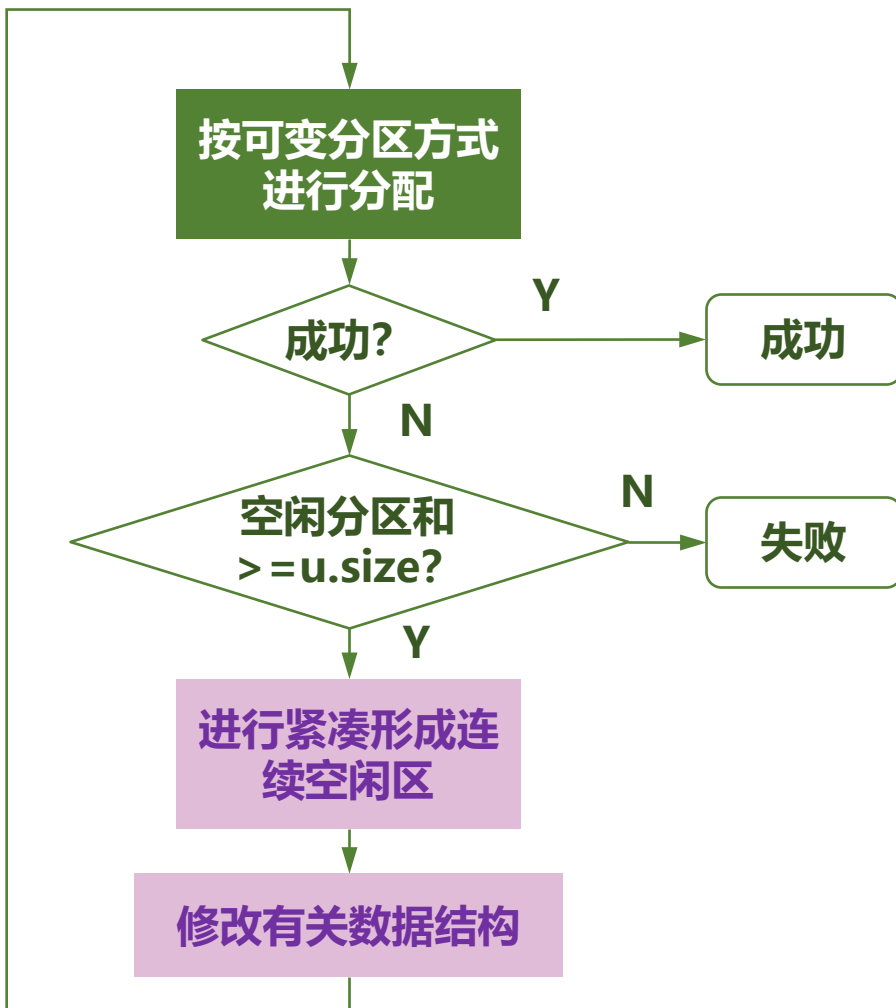 按可变分区方式
进行分配
成功?
Y
成功
N
空闲分区和
>=u.size?
N
失败
Y
进行紧凑形成连
续空闲区
修改有关数据结构